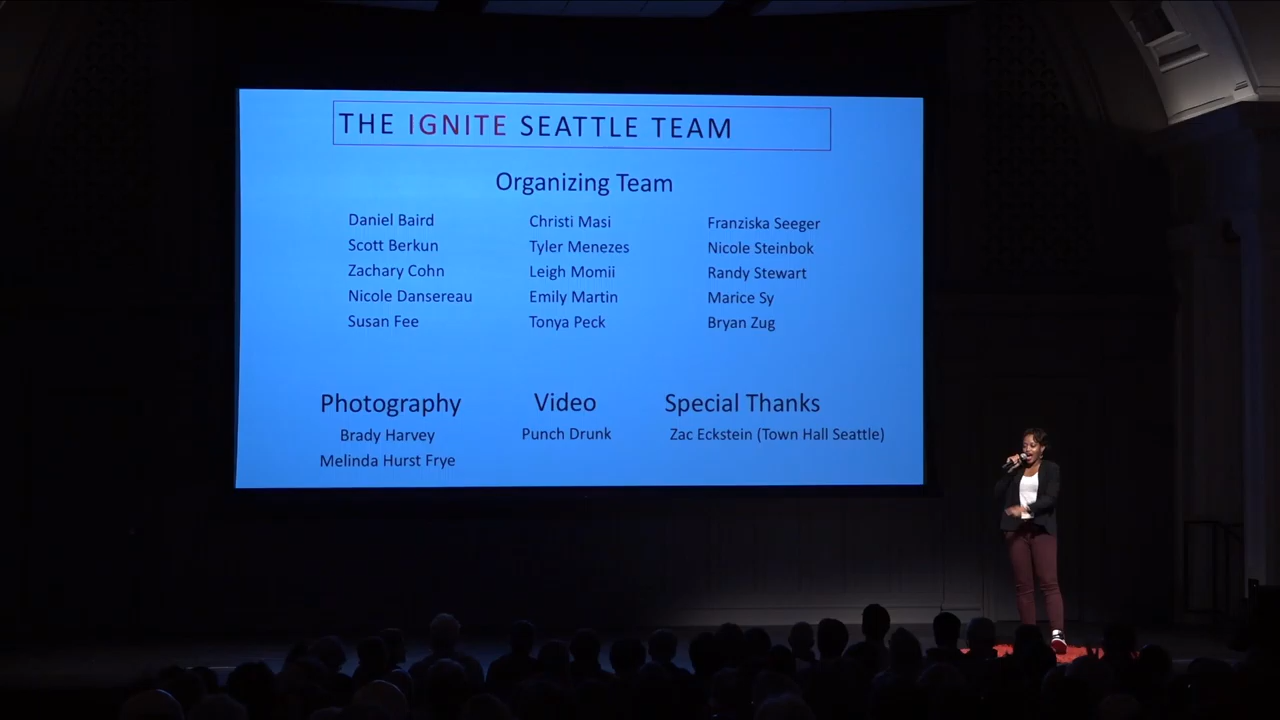 THE IGNITE SEATTLE TEAM
Organizing Team
Daniel Baird
Scott Berkun
Zachary Cohn
Nicole Dansereau
Susan Fee
Christi Masi
Tyler Menezes
Leigh Momii
Emily Martin
Tonya Peck
Franziska Seeger
Nicole Steinbok
Randy Stewart
Marice Sy
Bryan Zug
Photography
Brady Harvey
Melinda Hurst Frye
Video
Punch Drunk
Special Thanks
Zac Eckstein (Town Hall Seattle)